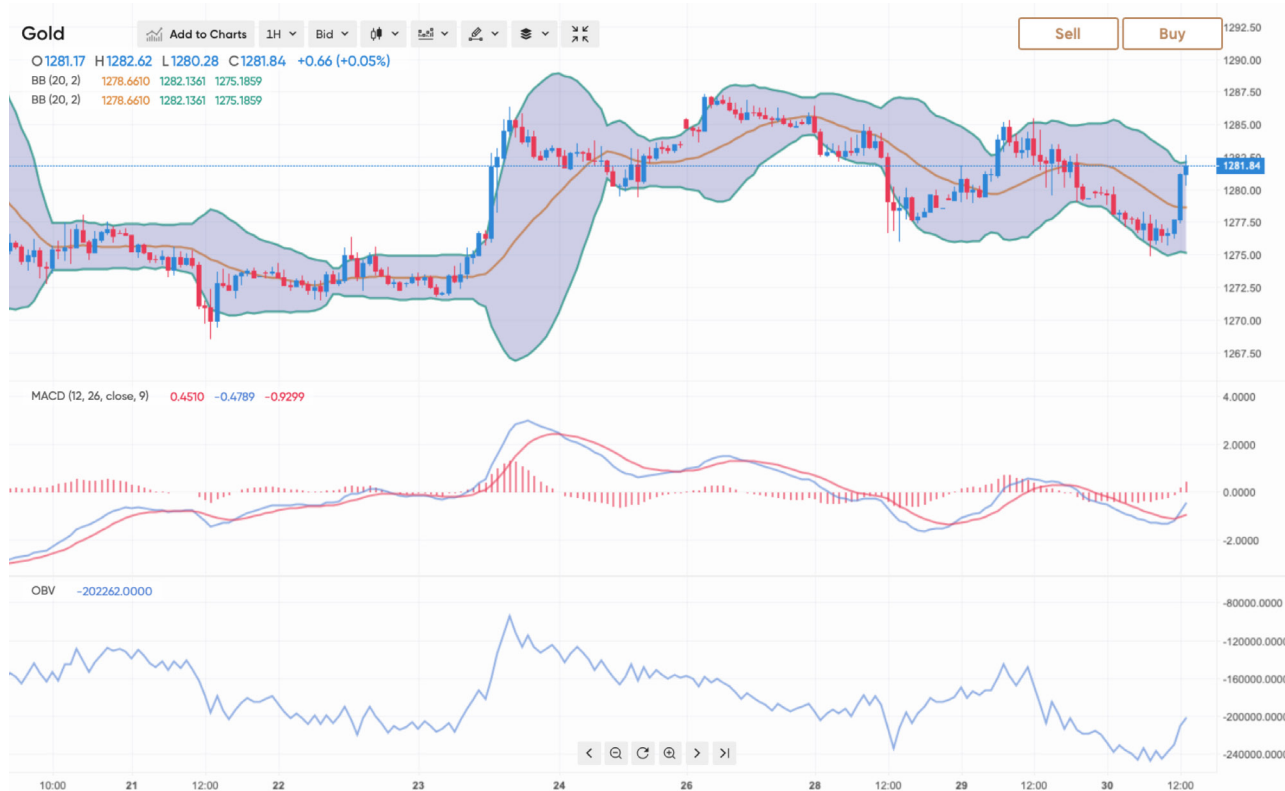 Gold Add to Charts 1H Bid Sell Buy
O1281.17 H1282.62 L1280.28 C1281.84 +0.66 (+0.05%)
BB (20, 2) 1278.6610 1282.1361 1275.1859
BB (20, 2) 1278.6610 1282.1361 1275.1859
1292.50
1290.00
1287.50
1285.00
1281.84
1280.00
1277.50
1275.00
1272.50
1270.00
1267.50
MACD (12, 26, close, 9) 0.4510 -0.4789 -0.9299
4.0000
2.0000
0.0000
-2.0000
OBV -202262.0000
-80000.0000
-120000.0000
-160000.0000
-200000.0000
-240000.0000
10:00 21 12:00 22 23 24 26 28 12:00 29 12:00 30 12:00